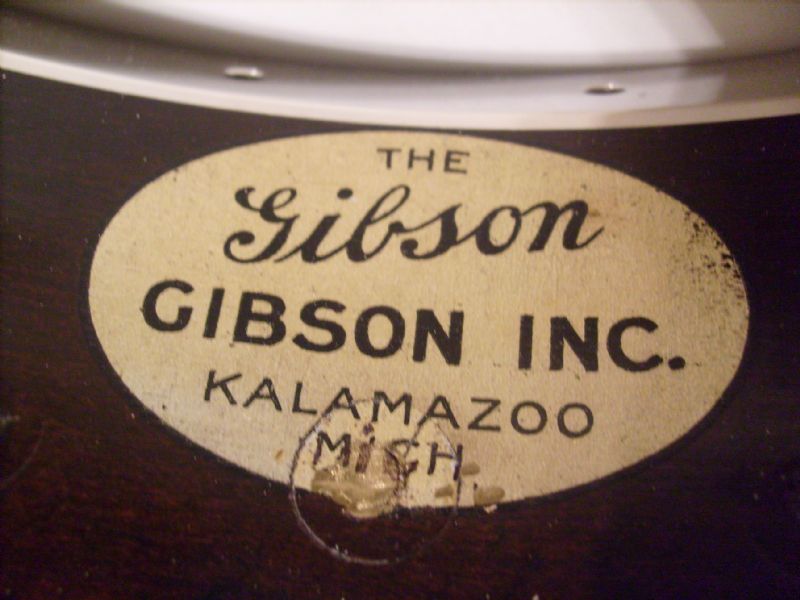 THE
Gibson
GIBSON INC.
KALAMAZOO
MICH